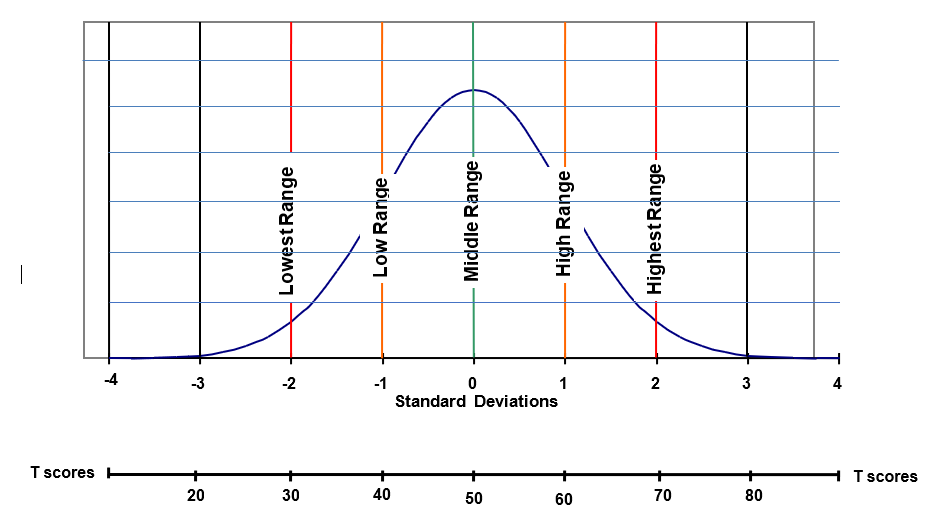 Lowest Range
Low Range
Middle Range
High Range
Highest Range
-4 -3 -2 -1 0 1 2 3 4
Standard Deviations
T scores T scores
20 30 40 50 60 70 80